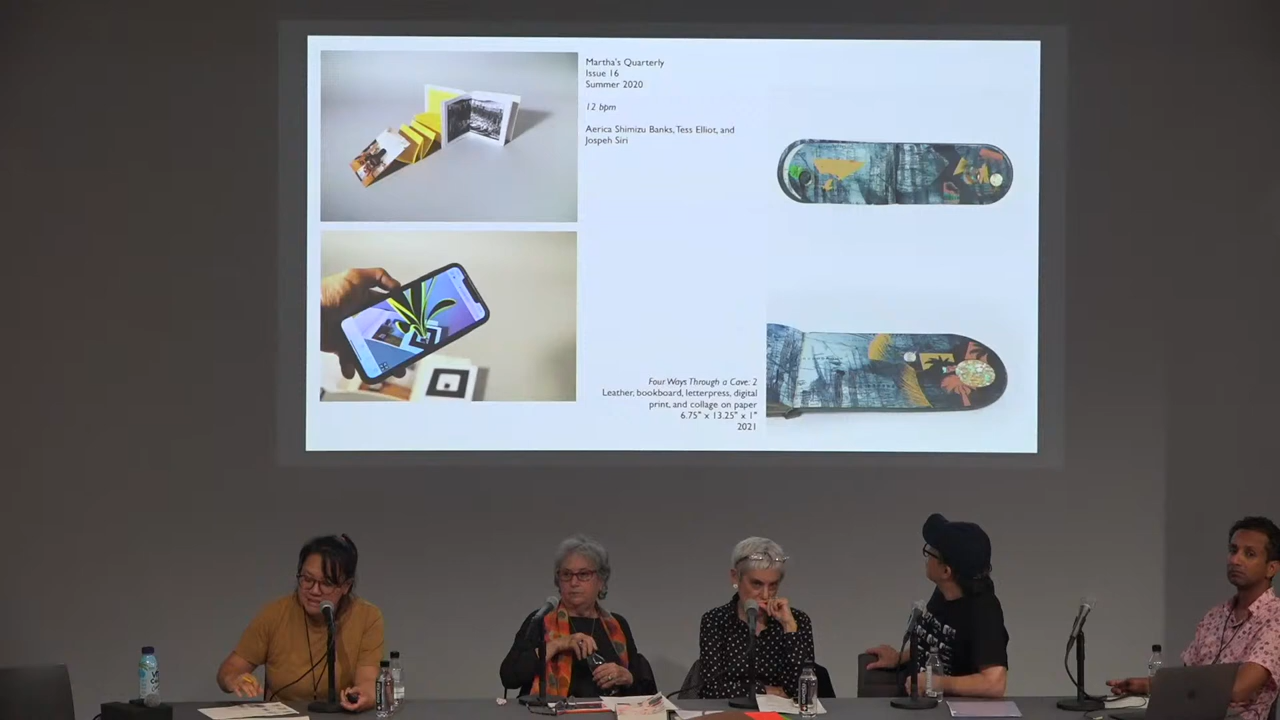 Martha's Quarterly
Issue 16
Summer 2020
12 bpm
Aerica Shimizu Banks, Tess Elliot, and
Jospeh Siri
Four Ways Through a Cave: 2
Leather, bookboard, letterpress, digital
print, and collage on paper
6.75" x 13.25" x 1"
2021